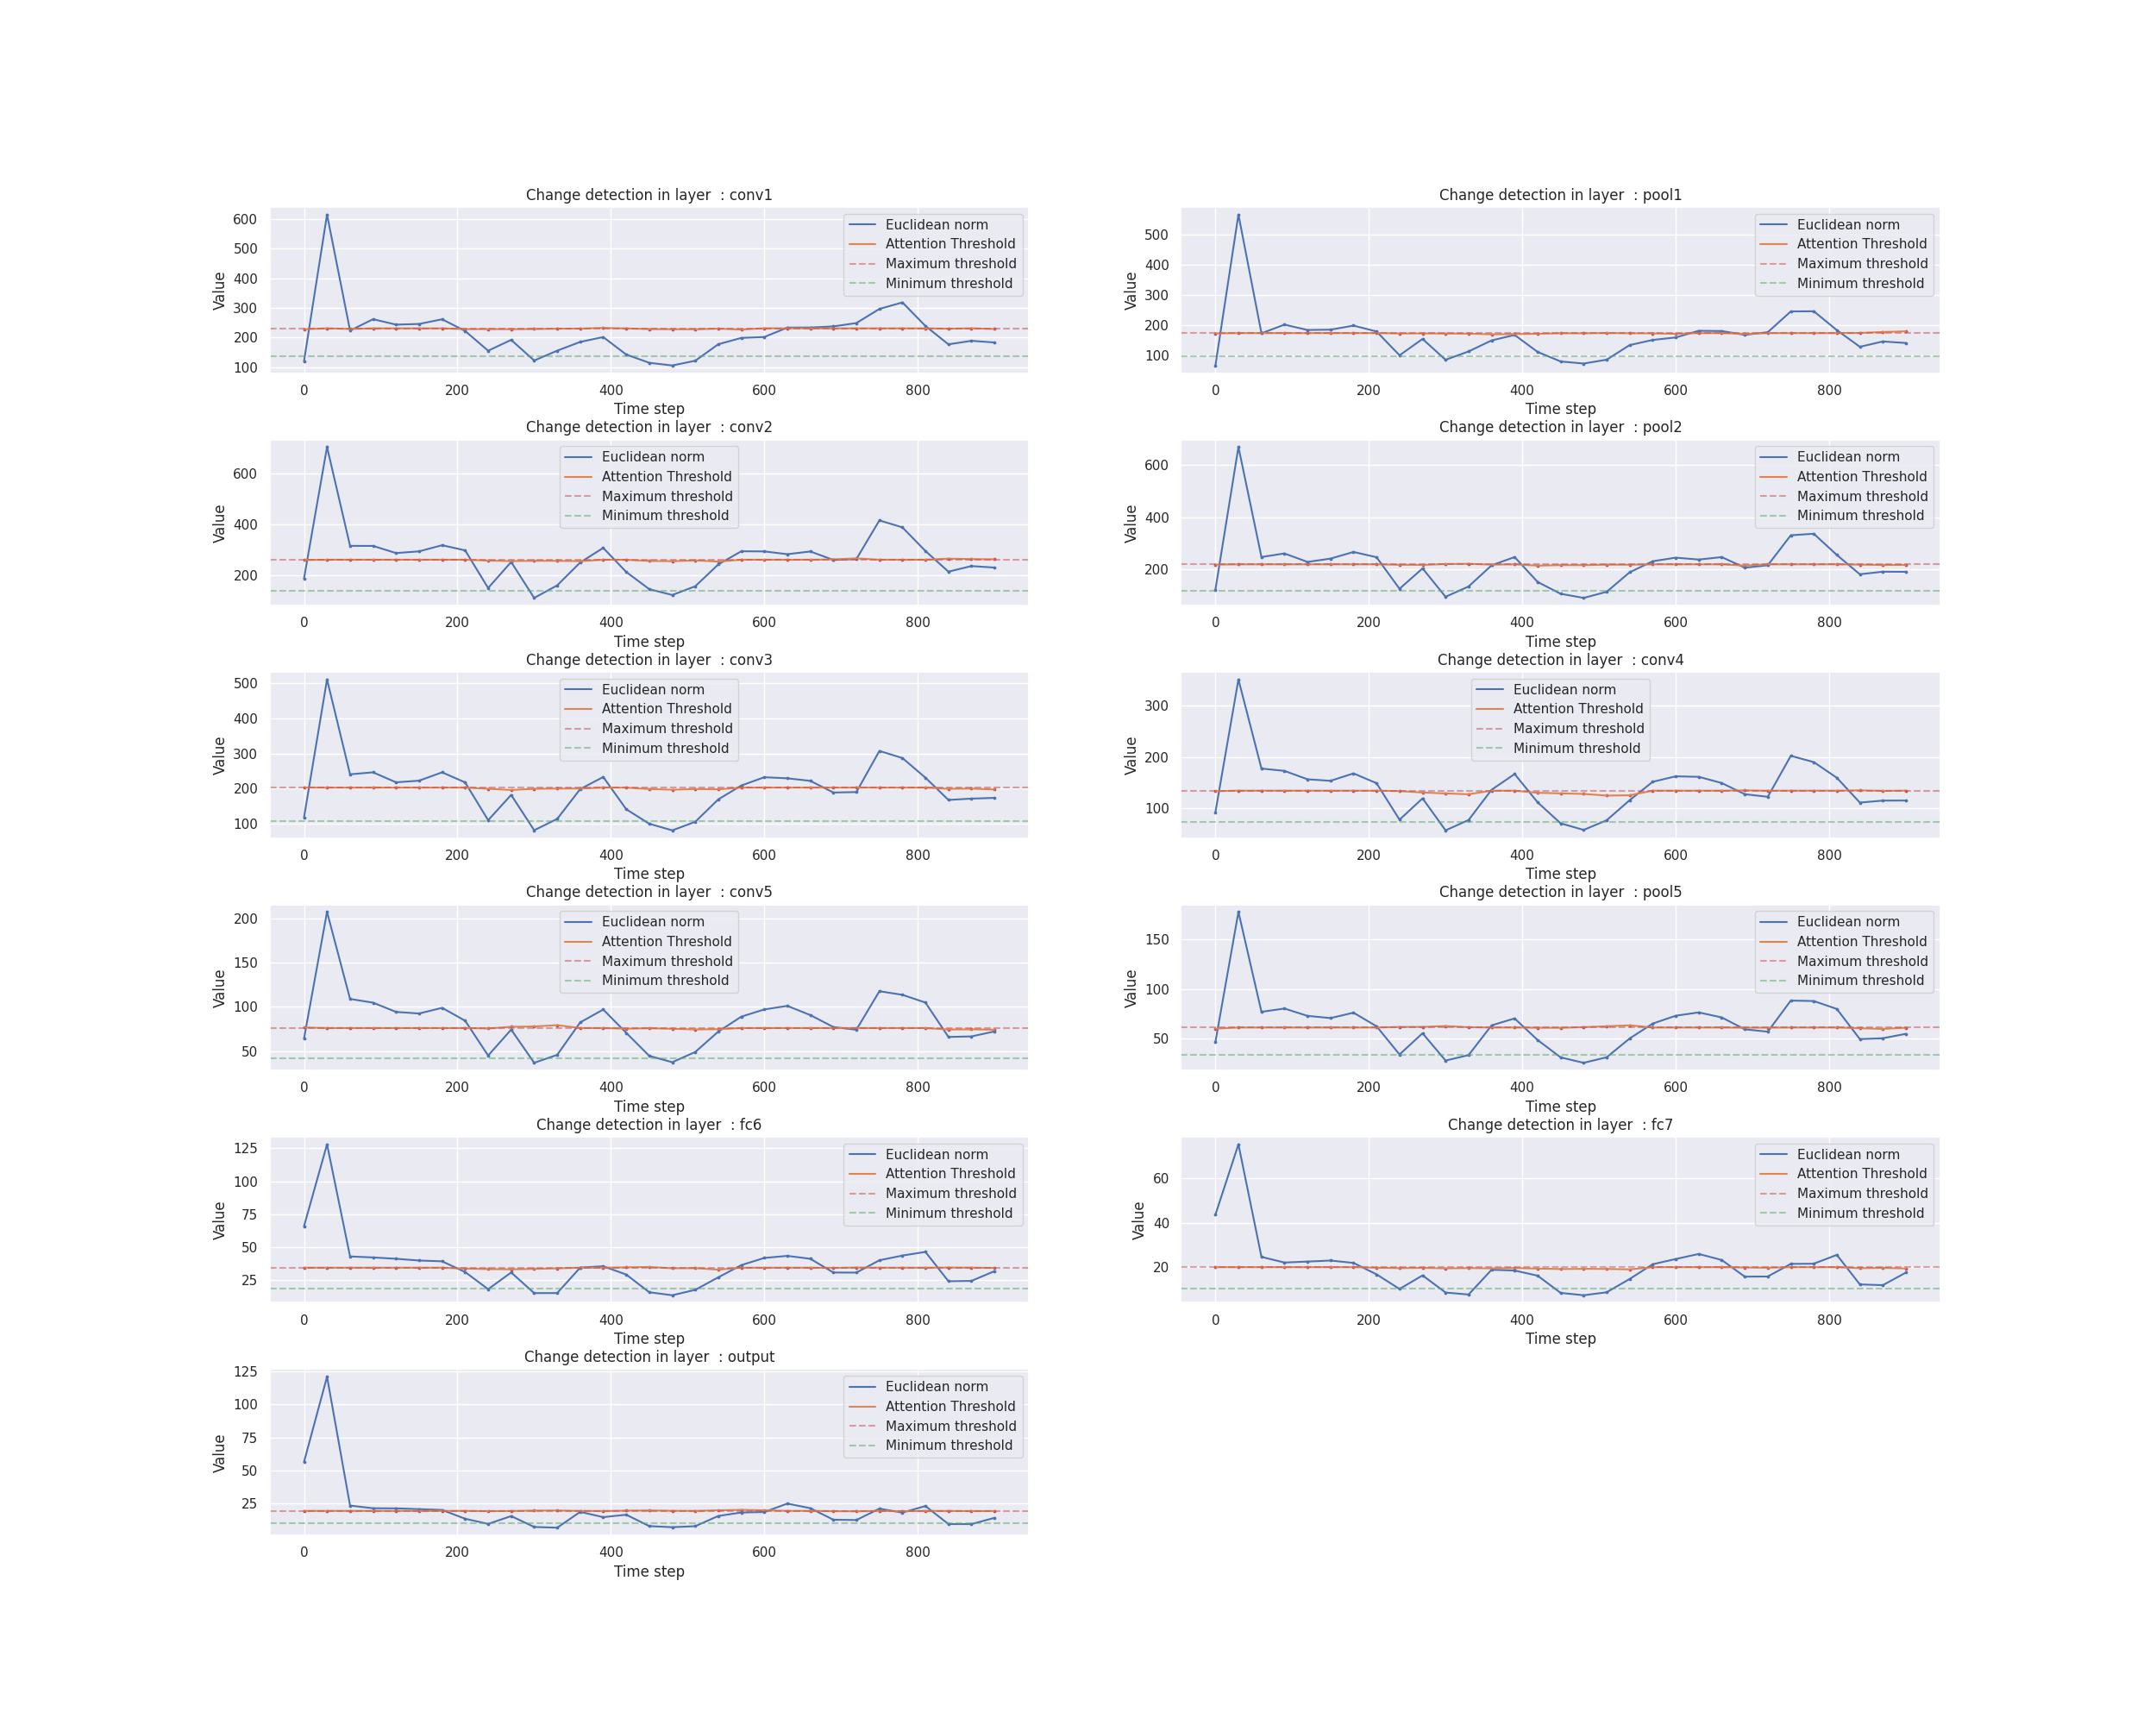 Change detection in layer  : conv1
Value
600
500
400
300
200
100
Euclidean norm
Attention Threshold
Maximum threshold
Minimum threshold
0
200
400
600
800
Time step
Change detection in layer  : pool1
Value
500
400
300
200
100
Euclidean norm
Attention Threshold
Maximum threshold
Minimum threshold
0
200
400
600
800
Time step
Change detection in layer  : conv2
Value
600
400
200
Euclidean norm
Attention Threshold
Maximum threshold
Minimum threshold
0
200
400
600
800
Time step
Change detection in layer  : pool2
Value
600
400
200
Euclidean norm
Attention Threshold
Maximum threshold
Minimum threshold
0
200
400
600
800
Time step
Change detection in layer  : conv3
Value
500
400
300
200
100
Euclidean norm
Attention Threshold
Maximum threshold
Minimum threshold
0
200
400
600
800
Time step
Change detection in layer  : conv4
Value
300
200
100
Euclidean norm
Attention Threshold
Maximum threshold
Minimum threshold
0
200
400
600
800
Time step
Change detection in layer  : conv5
Value
200
150
100
50
Euclidean norm
Attention Threshold
Maximum threshold
Minimum threshold
0
200
400
600
800
Time step
Change detection in layer  : pool5
Value
150
100
50
Euclidean norm
Attention Threshold
Maximum threshold
Minimum threshold
0
200
400
600
800
Time step
Change detection in layer  : fc6
Value
125
100
75
50
25
Euclidean norm
Attention Threshold
Maximum threshold
Minimum threshold
0
200
400
600
800
Time step
Change detection in layer  : fc7
Value
60
40
20
Euclidean norm
Attention Threshold
Maximum threshold
Minimum threshold
0
200
400
600
800
Time step
Change detection in layer  : output
Value
125
100
75
50
25
Euclidean norm
Attention Threshold
Maximum threshold
Minimum threshold
0
200
400
600
800
Time step